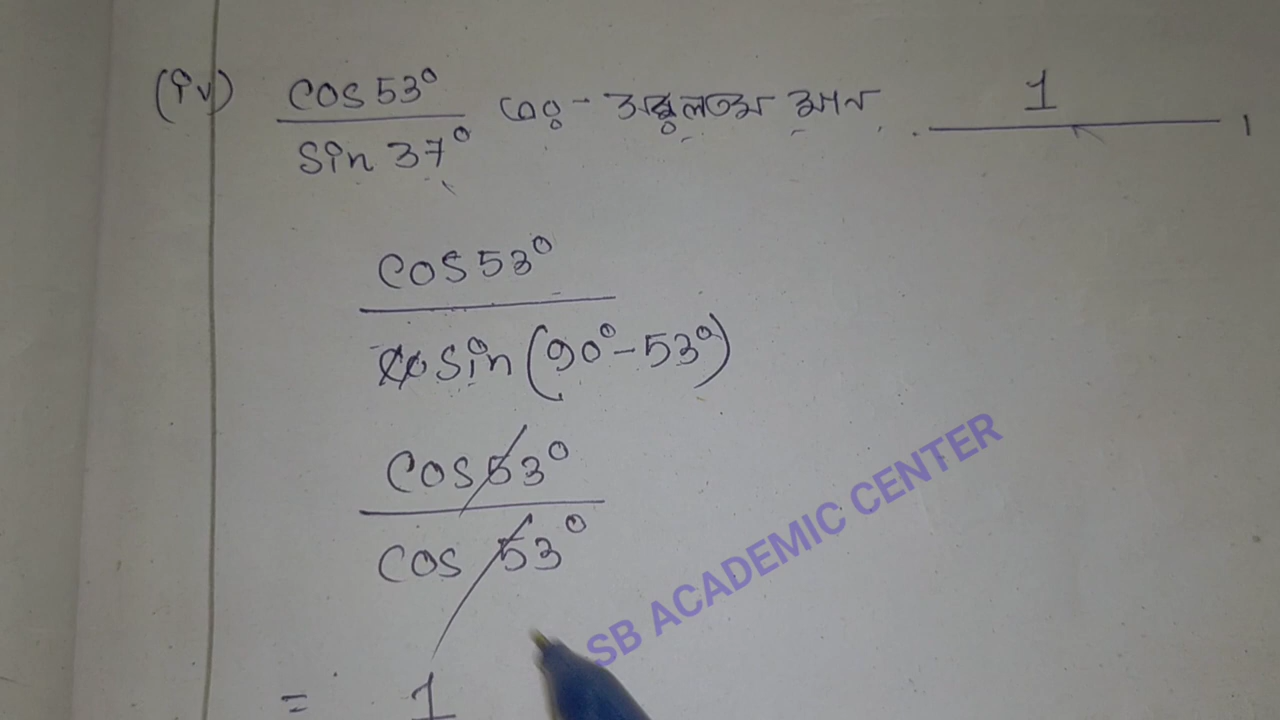 (iv) cos 53° / sin 37° এর - সরলতম মান 1 ।
cos 53°
sin (90° - 53°)
cos 53°
cos 53°
= 1
SB ACADEMIC CENTER